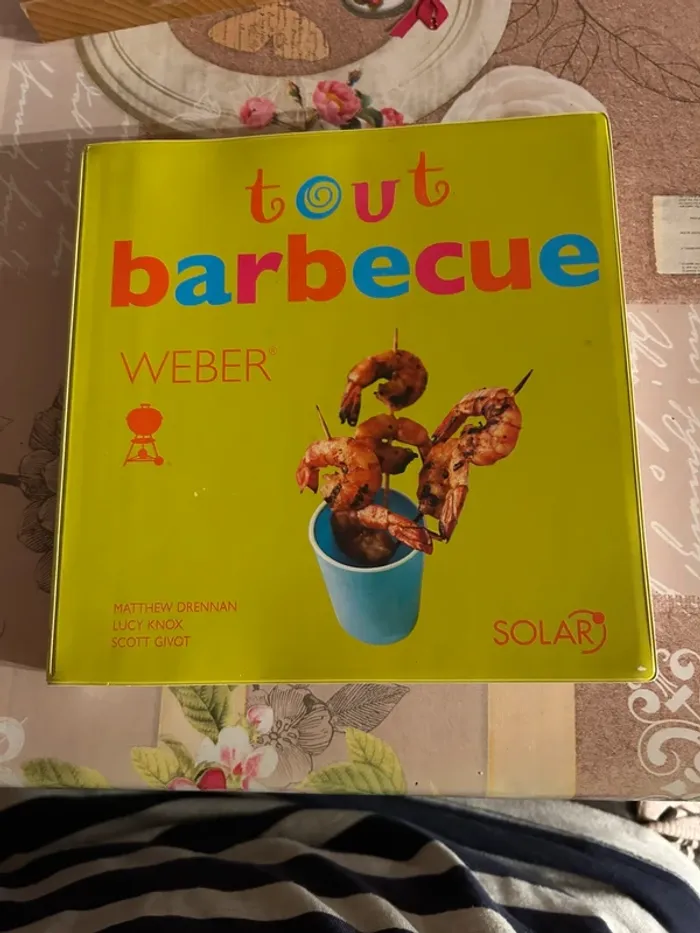 tout
barbecue
WEBER®
MATTHEW DRENNAN
LUCY KNOX
SCOTT GIVOT
SOLAR